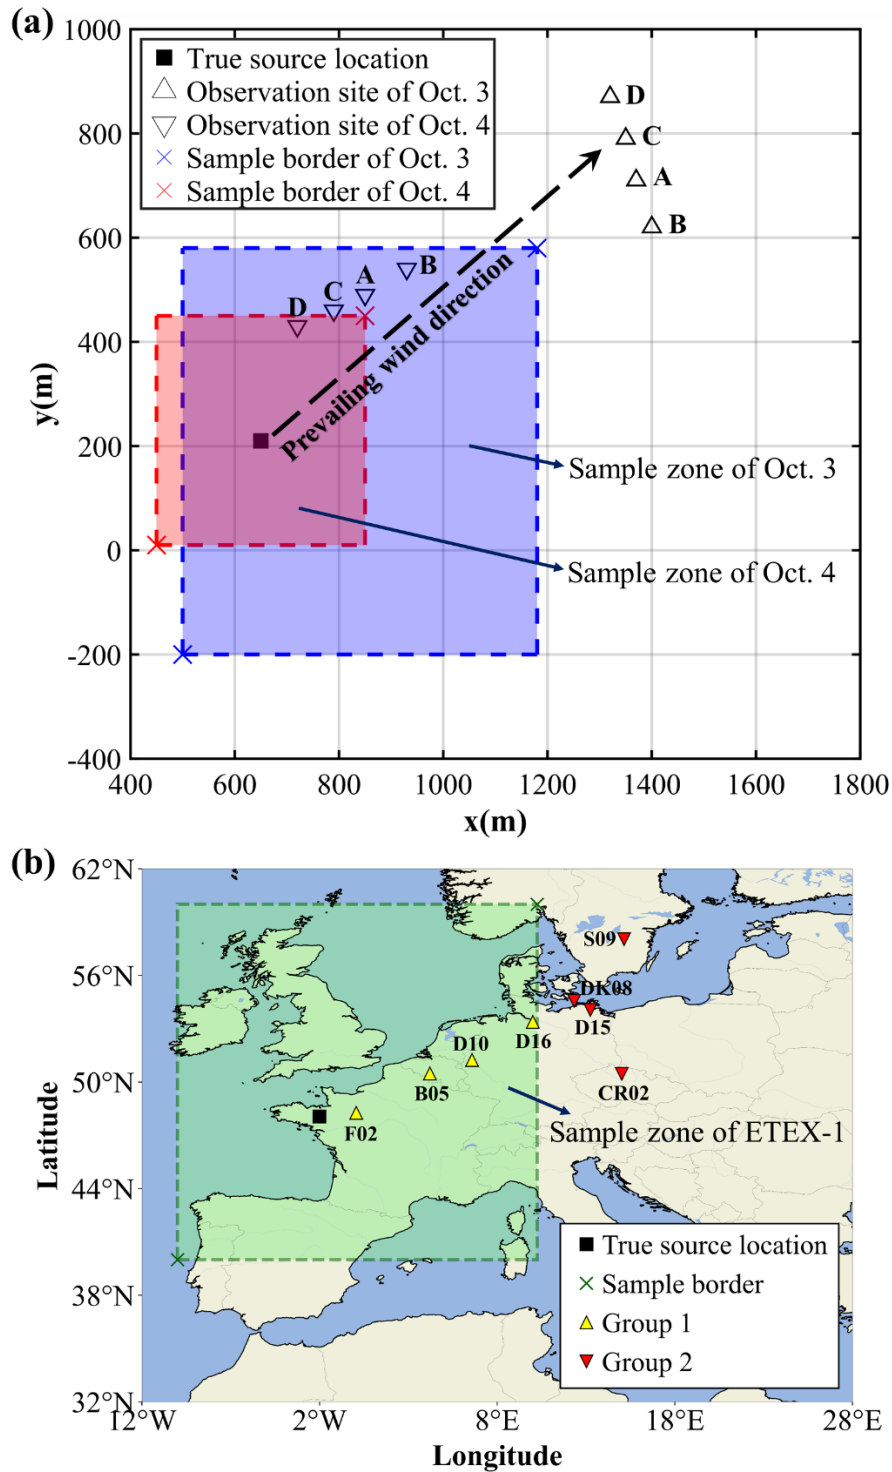 (a)
1000
800
600
400
200
0
-200
-400
y(m)
True source location
Observation site of Oct. 3
Observation site of Oct. 4
Sample border of Oct. 3
Sample border of Oct. 4
D
C
A
B
B
A
C
D
Prevailing wind direction
Sample zone of Oct. 3
Sample zone of Oct. 4
400 600 800 1000 1200 1400 1600 1800
x(m)
(b)
62°N
56°N
50°N
44°N
38°N
32°N
Latitude
S09
DK08
D15
D16
D10
B05
CR02
F02
Sample zone of ETEX-1
True source location
Sample border
Group 1
Group 2
12°W 2°W 8°E 18°E 28°E
Longitude